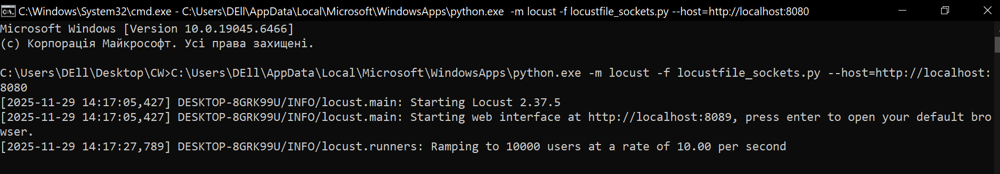 C:\Windows\System32\cmd.exe - C:\Users\DEll\AppData\Local\Microsoft\WindowsApps\python.exe -m locust -f locustfile_sockets.py --host=http://localhost:8080
Microsoft Windows [Version 10.0.19045.6466]
(c) Корпорація Майкрософт. Усі права захищені.
C:\Users\DEll\Desktop\CW>C:\Users\DEll\AppData\Local\Microsoft\WindowsApps\python.exe -m locust -f locustfile_sockets.py --host=http://localhost:
8080
[2025-11-29 14:17:05,427] DESKTOP-8GRK99U/INFO/locust.main: Starting Locust 2.37.5
[2025-11-29 14:17:05,427] DESKTOP-8GRK99U/INFO/locust.main: Starting web interface at http://localhost:8089, press enter to open your default bro
wser.
[2025-11-29 14:17:27,789] DESKTOP-8GRK99U/INFO/locust.runners: Ramping to 10000 users at a rate of 10.00 per second